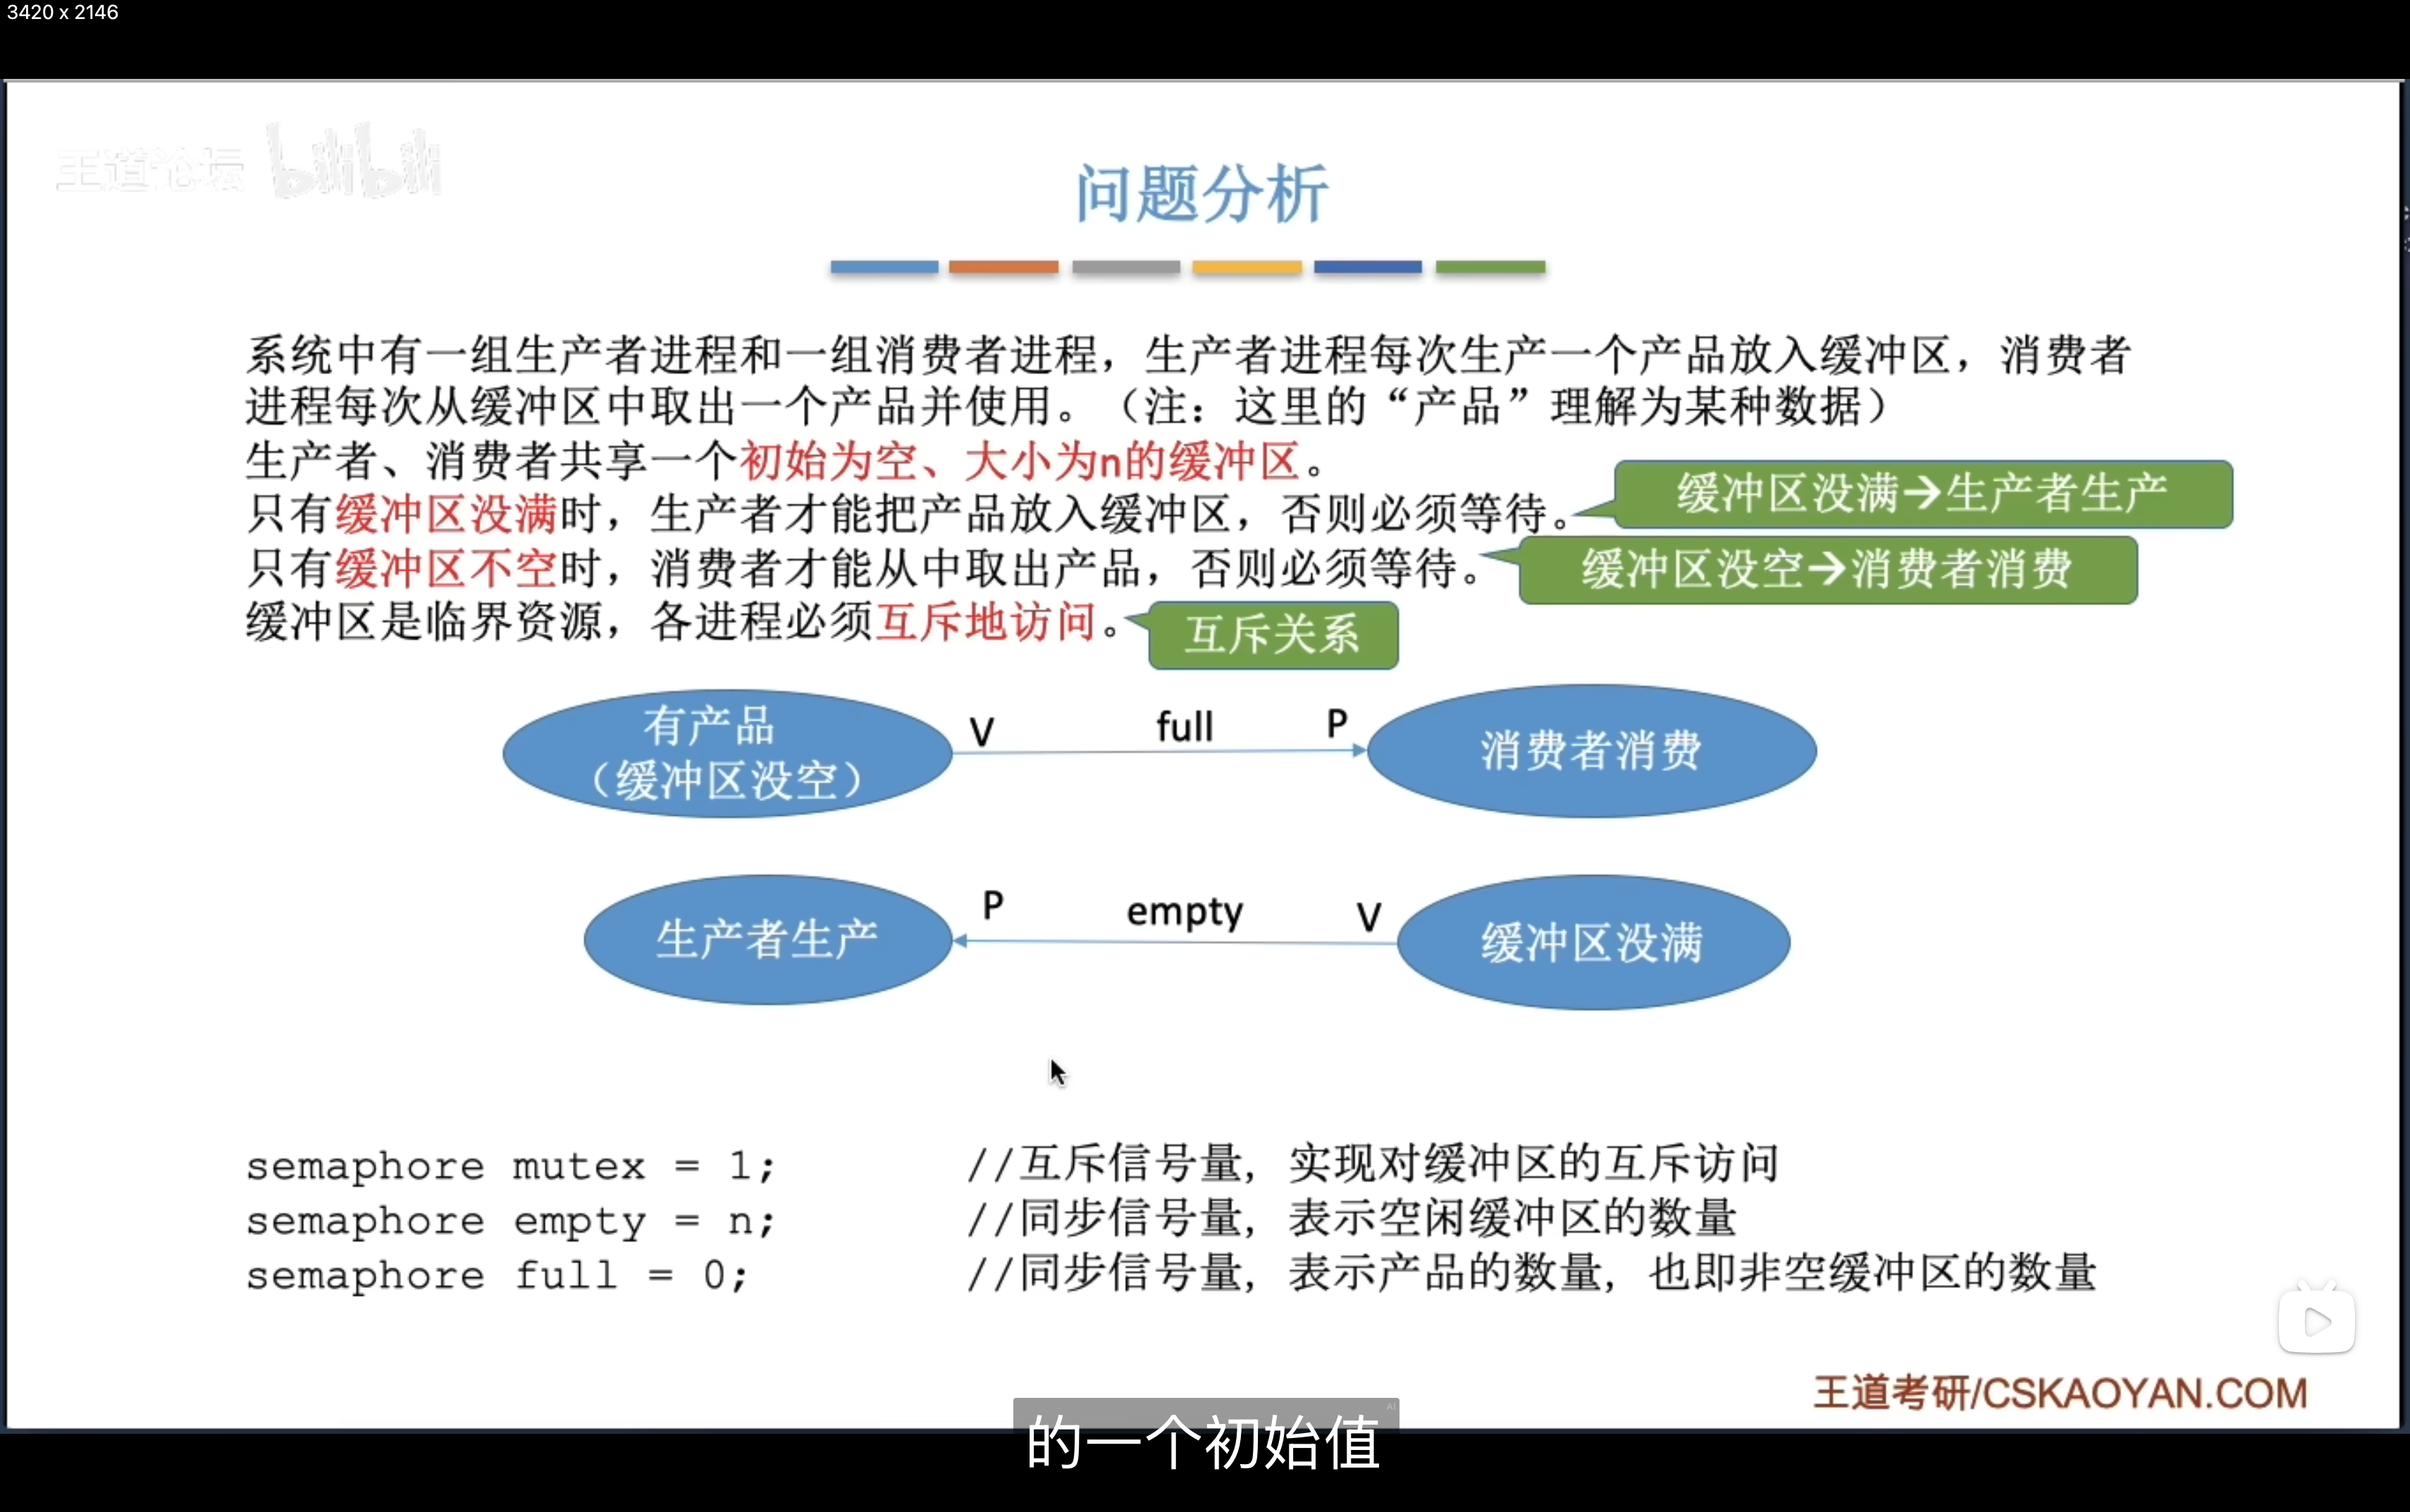 3420 x 2146
王道论坛 bilibili
问题分析
系统中有一组生产者进程和一组消费者进程，生产者进程每次生产一个产品放入缓冲区，消费者
进程每次从缓冲区中取出一个产品并使用。（注：这里的“产品”理解为某种数据）
生产者、消费者共享一个初始为空、大小为n的缓冲区。
只有缓冲区没满时，生产者才能把产品放入缓冲区，否则必须等待。
缓冲区没满→生产者生产
只有缓冲区不空时，消费者才能从中取出产品，否则必须等待。
缓冲区没空→消费者消费
缓冲区是临界资源，各进程必须互斥地访问。
互斥关系
有产品
（缓冲区没空）
V full P
消费者消费
生产者生产
P empty V
缓冲区没满
semaphore mutex = 1; //互斥信号量，实现对缓冲区的互斥访问
semaphore empty = n; //同步信号量，表示空闲缓冲区的数量
semaphore full = 0; //同步信号量，表示产品的数量，也即非空缓冲区的数量
王道考研/CSKAOYAN.COM
AI
的一个初始值